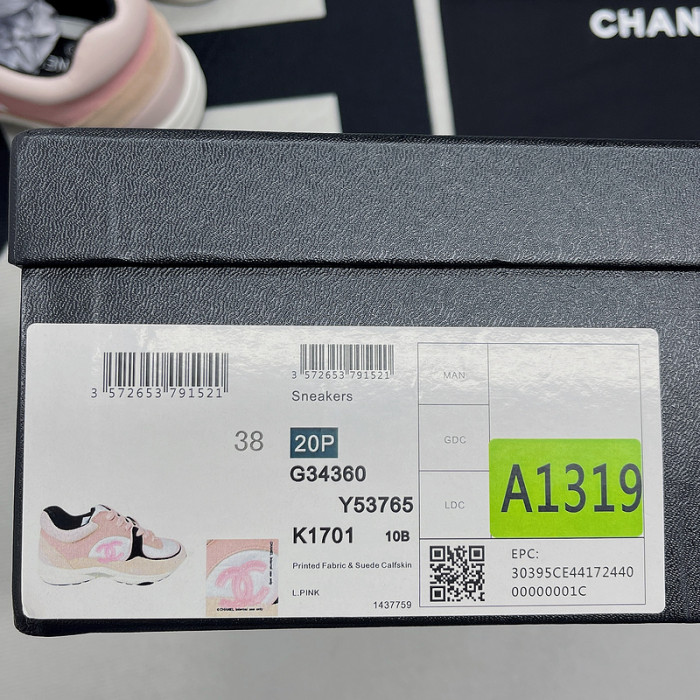 CHAN
3 572653 791521
3 572653 791521
Sneakers
38
20P
G34360
Y53765
K1701 10B
Printed Fabric & Suede Calfskin
L.PINK
1437759
MAN
GDC
LDC
A1319
EPC:
30395CE44172440
00000001C